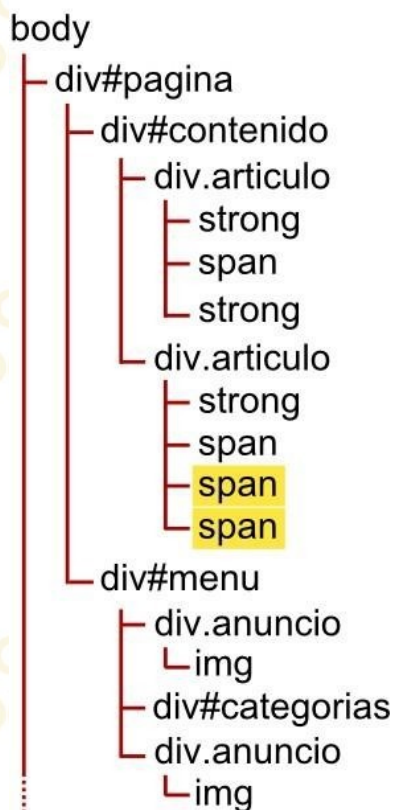 body
div#pagina
div#contenido
div.articulo
strong
span
strong
div.articulo
strong
span
span
span
div#menu
div.anuncio
img
div#categorias
div.anuncio
img